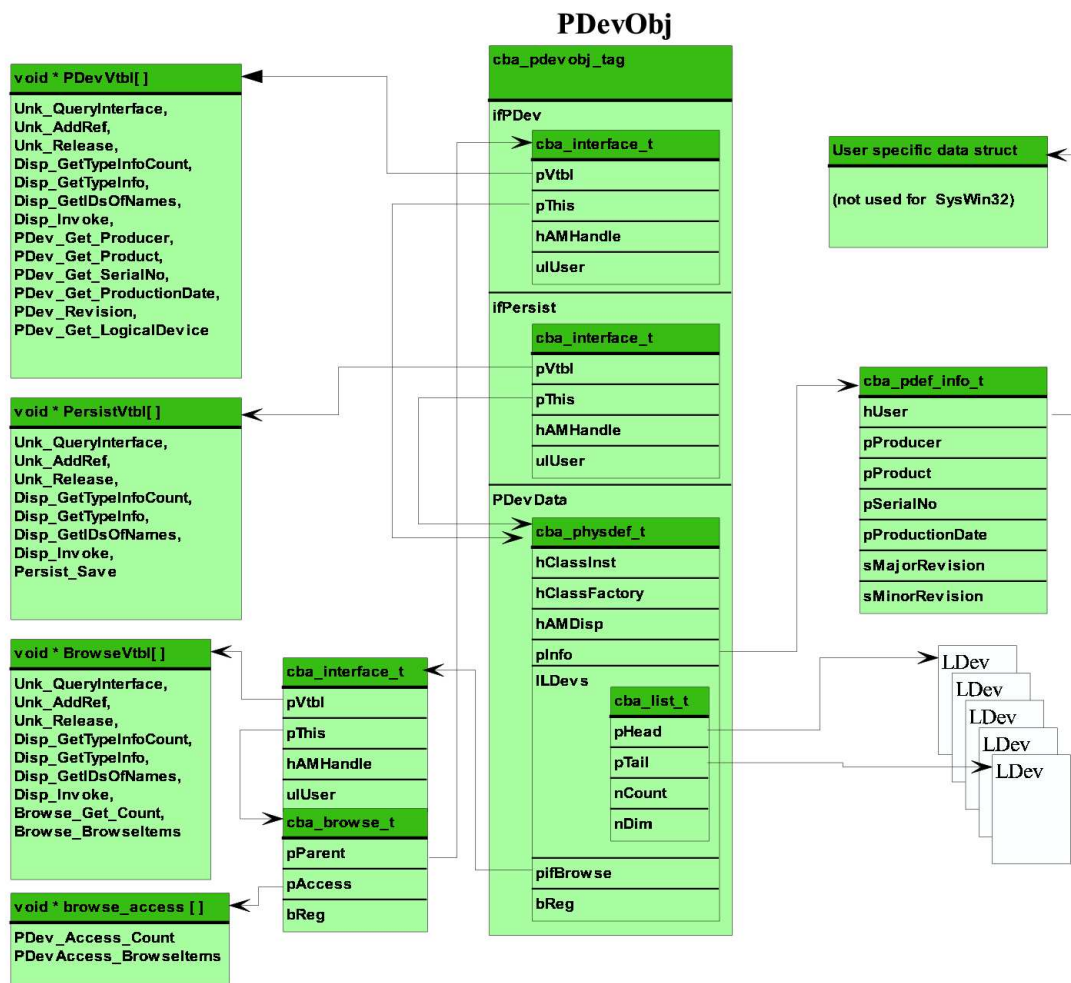 PDevObj
void * PDevVtbl[ ]
Unk_QueryInterface,
Unk_AddRef,
Unk_Release,
Disp_GetTypeInfoCount,
Disp_GetTypeInfo,
Disp_GetIDsOfNames,
Disp_Invoke,
PDev_Get_Producer,
PDev_Get_Product,
PDev_Get_SerialNo,
PDev_Get_ProductionDate,
PDev_Revision,
PDev_Get_LogicalDevice
void * PersistVtbl[ ]
Unk_QueryInterface,
Unk_AddRef,
Unk_Release,
Disp_GetTypeInfoCount,
Disp_GetTypeInfo,
Disp_GetIDsOfNames,
Disp_Invoke,
Persist_Save
void * BrowseVtbl[ ]
Unk_QueryInterface,
Unk_AddRef,
Unk_Release,
Disp_GetTypeInfoCount,
Disp_GetTypeInfo,
Disp_GetIDsOfNames,
Disp_Invoke,
Browse_Get_Count,
Browse_BrowseItems
void * browse_access [ ]
PDev_Access_Count
PDevAccess_BrowseItems
cba_interface_t
pVtbl
pThis
hAMHandle
ulUser
cba_browse_t
pParent
pAccess
bReg
cba_pdevobj_tag
ifPDev
cba_interface_t
pVtbl
pThis
hAMHandle
ulUser
ifPersist
cba_interface_t
pVtbl
pThis
hAMHandle
ulUser
PDevData
cba_physdef_t
hClassInst
hClassFactory
hAMDisp
pInfo
lLDevs
cba_list_t
pHead
pTail
nCount
nDim
pifBrowse
bReg
User specific data struct
(not used for SysWin32)
cba_pdef_info_t
hUser
pProducer
pProduct
pSerialNo
pProductionDate
sMajorRevision
sMinorRevision
LDev
LDev
LDev
LDev
LDev